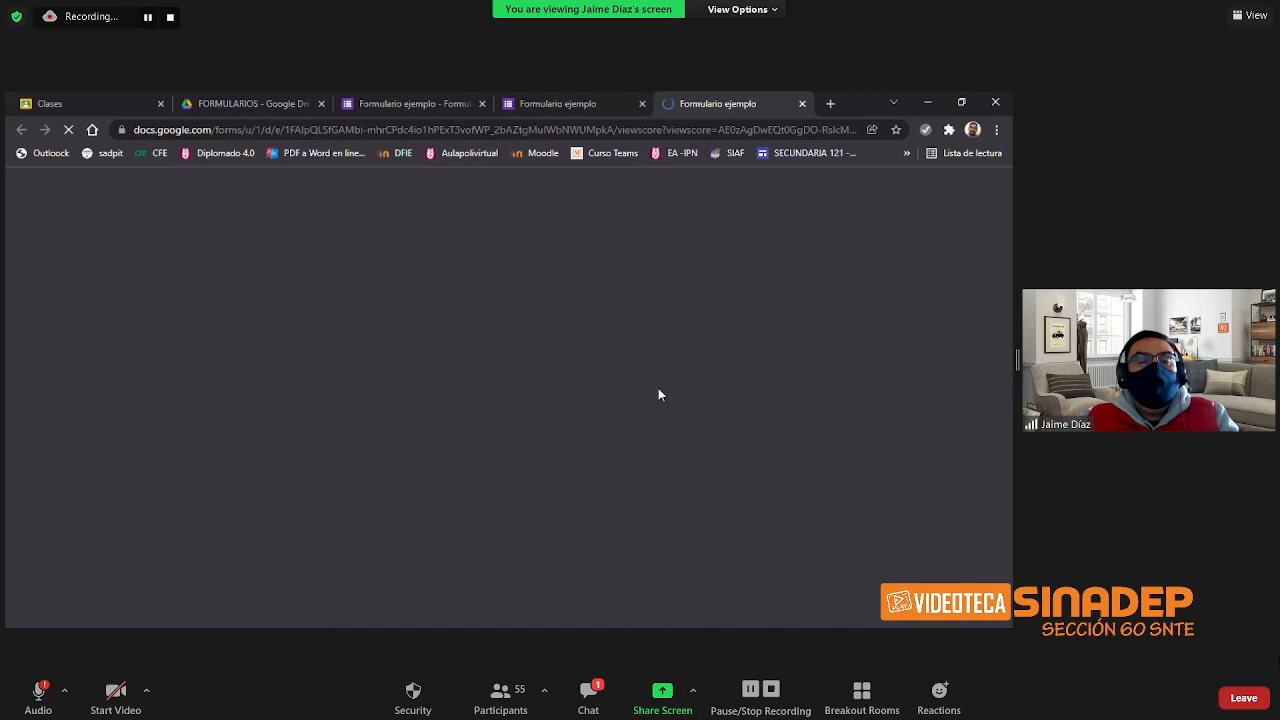 Recording...
You are viewing Jaime Díaz's screen
View Options
View
Clases
FORMULARIOS - Google Dri
Formulario ejemplo - Formul
Formulario ejemplo
Formulario ejemplo
Outloock
sadpit
CFE
Diplomado 4.0
PDF a Word en line...
DFIE
Aulapolivirtual
Moodle
Curso Teams
EA -IPN
SIAF
SECUNDARIA 121 -...
»
Lista de lectura
Jaime Díaz
VIDEOTECA
SINADEP
SECCIÓN 60 SNTE
Audio
Start Video
Security
55
Participants
1
Chat
Share Screen
Pause/Stop Recording
Breakout Rooms
Reactions
Leave